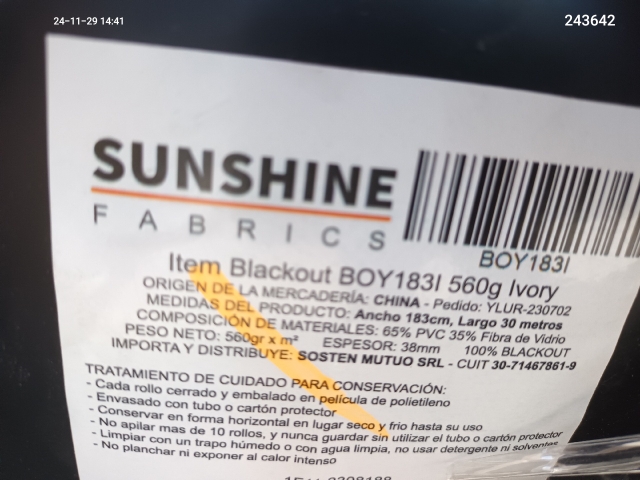 24-11-29 14:41
243642
SUNSHINE
FABRICS
BOY183I
Item Blackout BOY183I 560g Ivory
ORIGEN DE LA MERCADERÍA: CHINA - Pedido: YLUR-230702
MEDIDAS DEL PRODUCTO: Ancho 183cm, Largo 30 metros
COMPOSICIÓN DE MATERIALES: 65% PVC 35% Fibra de Vidrio
PESO NETO: 560gr x m² ESPESOR: 38mm 100% BLACKOUT
IMPORTA Y DISTRIBUYE: SOSTEN MUTUO SRL - CUIT 30-71467861-9
TRATAMIENTO DE CUIDADO PARA CONSERVACIÓN:
- Cada rollo cerrado y embalado en película de polietileno
- Envasado con tubo o cartón protector
- Conservar en forma horizontal en lugar seco y frio hasta su uso
- No apilar mas de 10 rollos, y nunca guardar sin utilizar el tubo o cartón protector
- Limpiar con un trapo húmedo o con agua limpia, no usar detergente ni solventes
- No planchar ni exponer al calor intenso